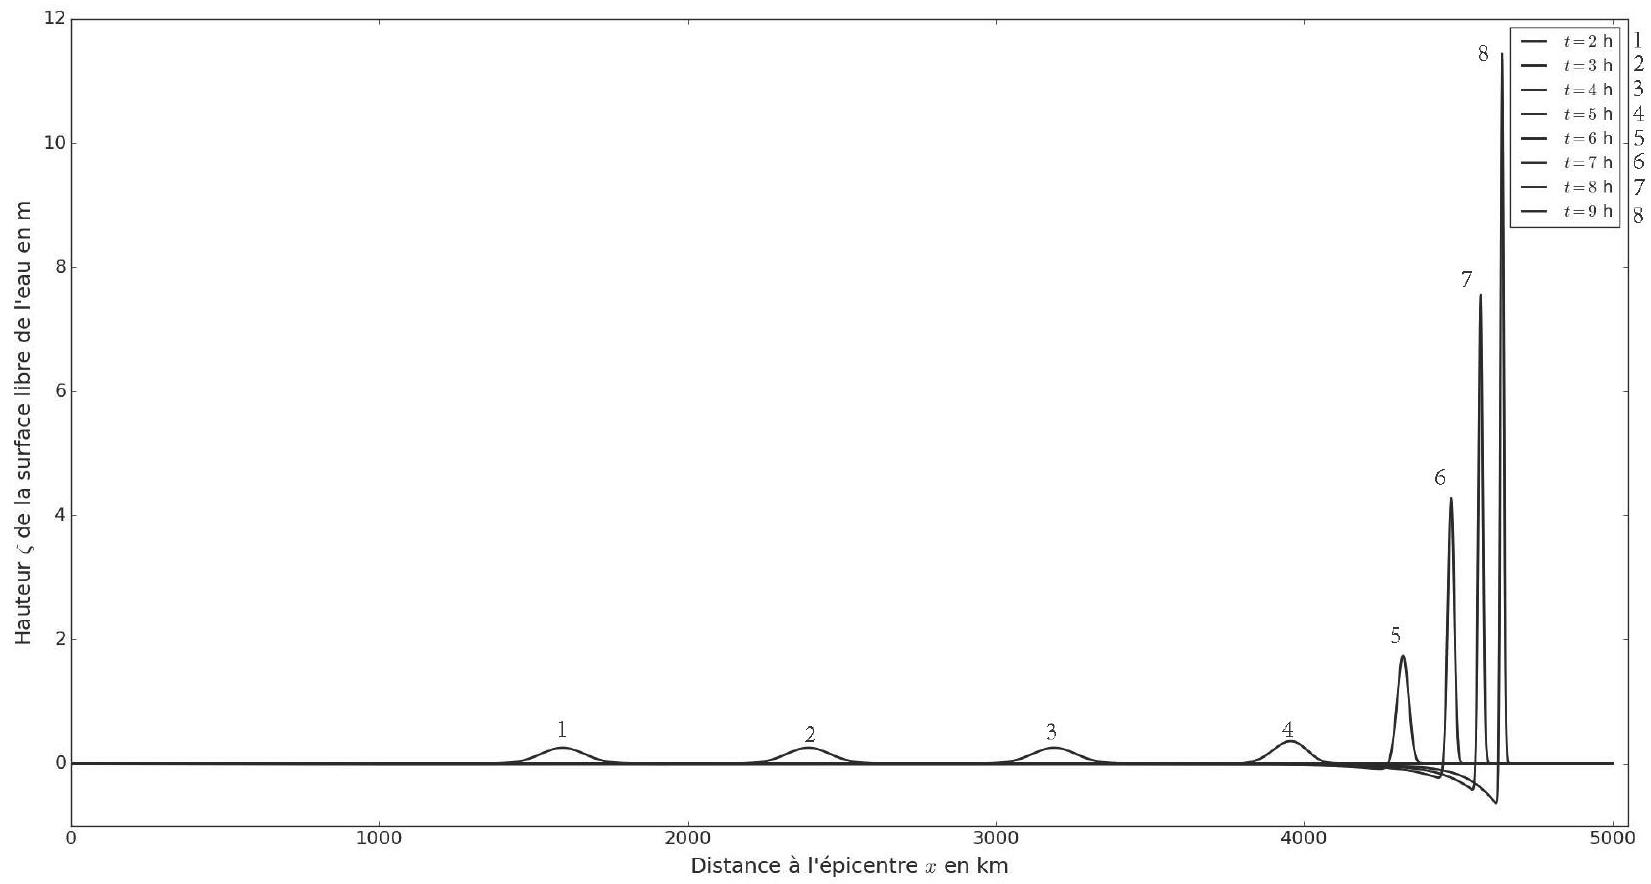 12
10
8
6
4
2
0
Hauteur ζ de la surface libre de l'eau en m
0 1000 2000 3000 4000 5000
Distance à l'épicentre x en km
1
2
3
4
5
6
7
8
t = 2 h 1
t = 3 h 2
t = 4 h 3
t = 5 h 4
t = 6 h 5
t = 7 h 6
t = 8 h 7
t = 9 h 8